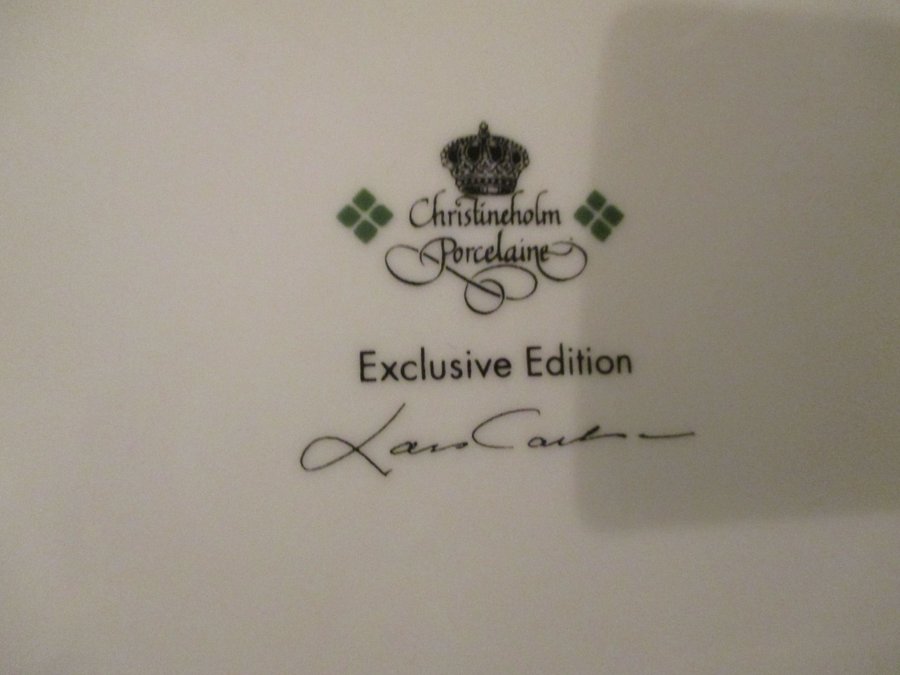 Christineholm
Porcelaine
Exclusive Edition